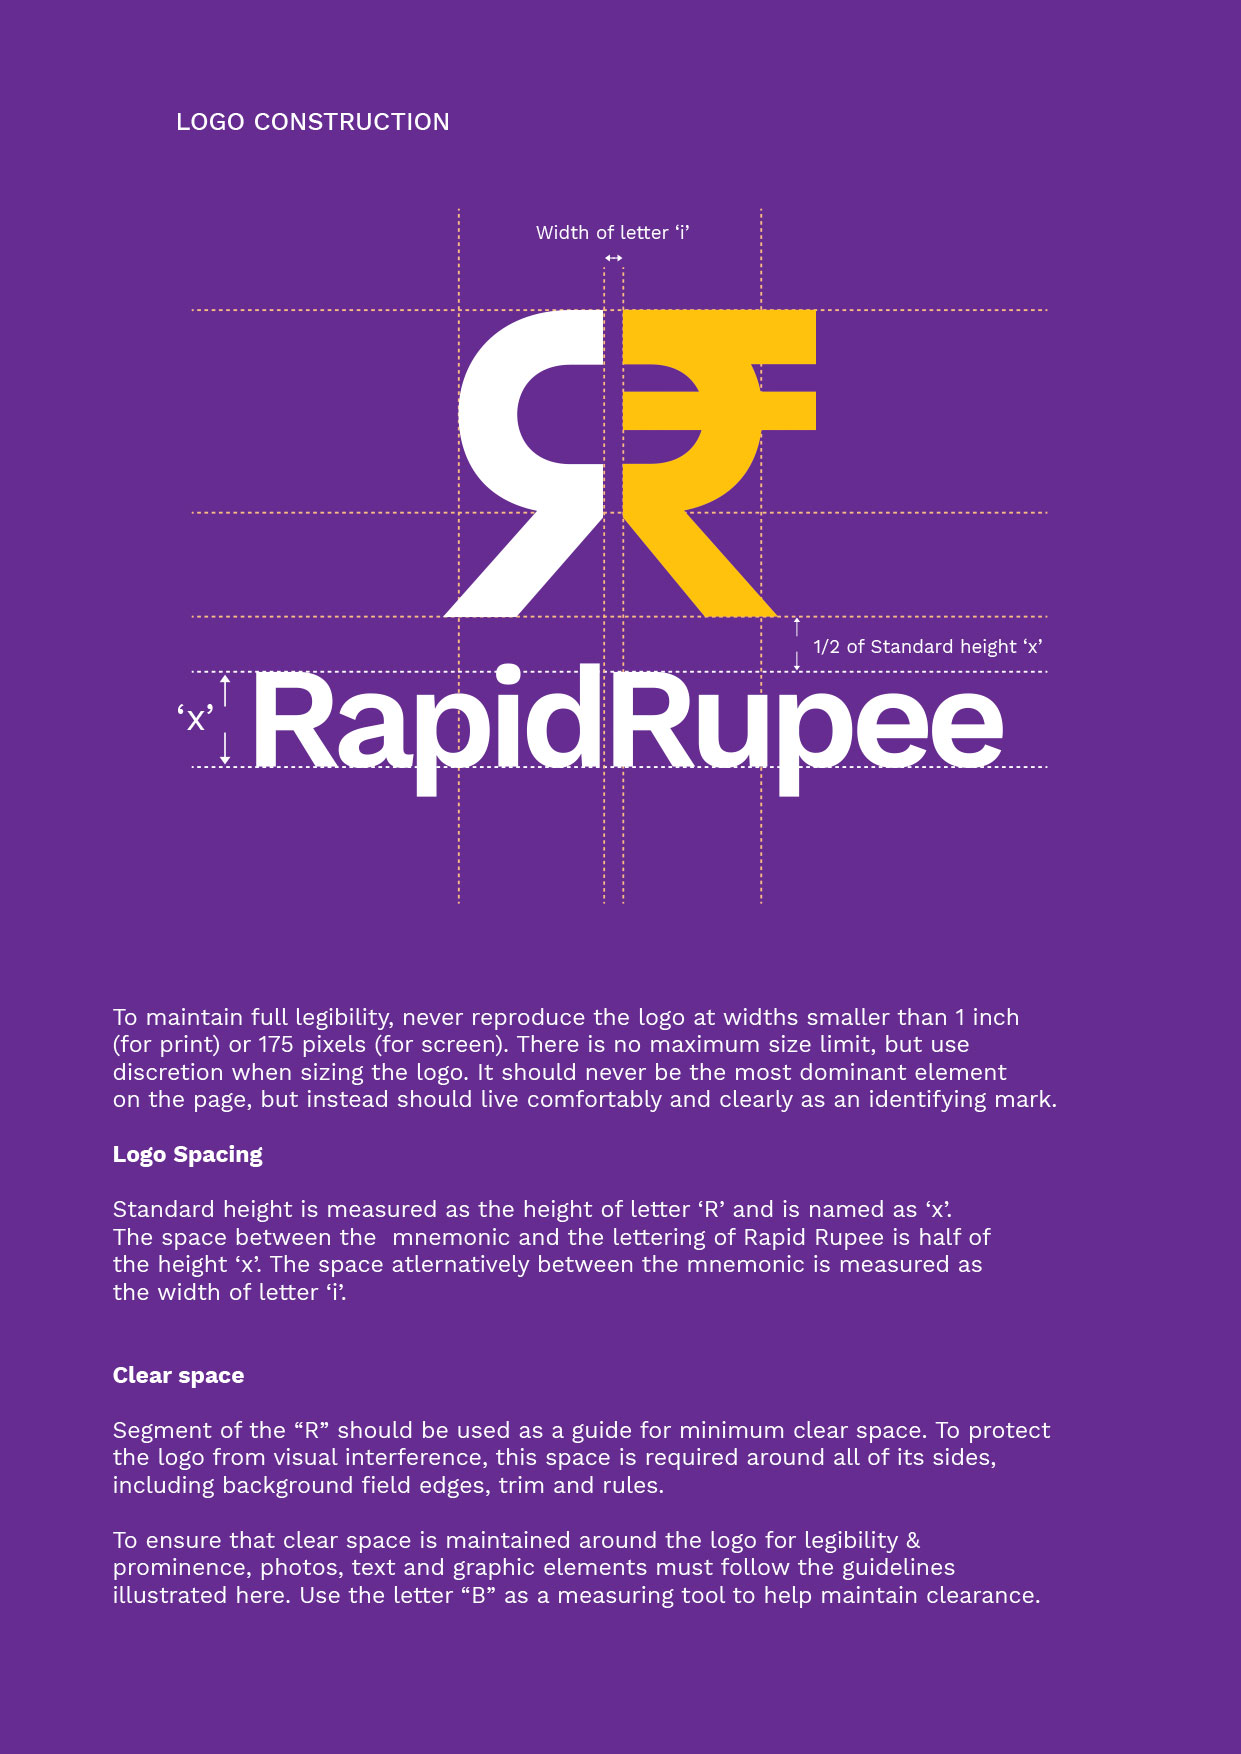 LOGO CONSTRUCTION
Width of letter ‘i’
1/2 of Standard height ‘x’
‘x’
RapidRupee
To maintain full legibility, never reproduce the logo at widths smaller than 1 inch
(for print) or 175 pixels (for screen). There is no maximum size limit, but use
discretion when sizing the logo. It should never be the most dominant element
on the page, but instead should live comfortably and clearly as an identifying mark.
Logo Spacing
Standard height is measured as the height of letter ‘R’ and is named as ‘x’.
The space between the  mnemonic and the lettering of Rapid Rupee is half of
the height ‘x’. The space atlernatively between the mnemonic is measured as
the width of letter ‘i’.
Clear space
Segment of the “R” should be used as a guide for minimum clear space. To protect
the logo from visual interference, this space is required around all of its sides,
including background field edges, trim and rules.
To ensure that clear space is maintained around the logo for legibility &
prominence, photos, text and graphic elements must follow the guidelines
illustrated here. Use the letter “B” as a measuring tool to help maintain clearance.